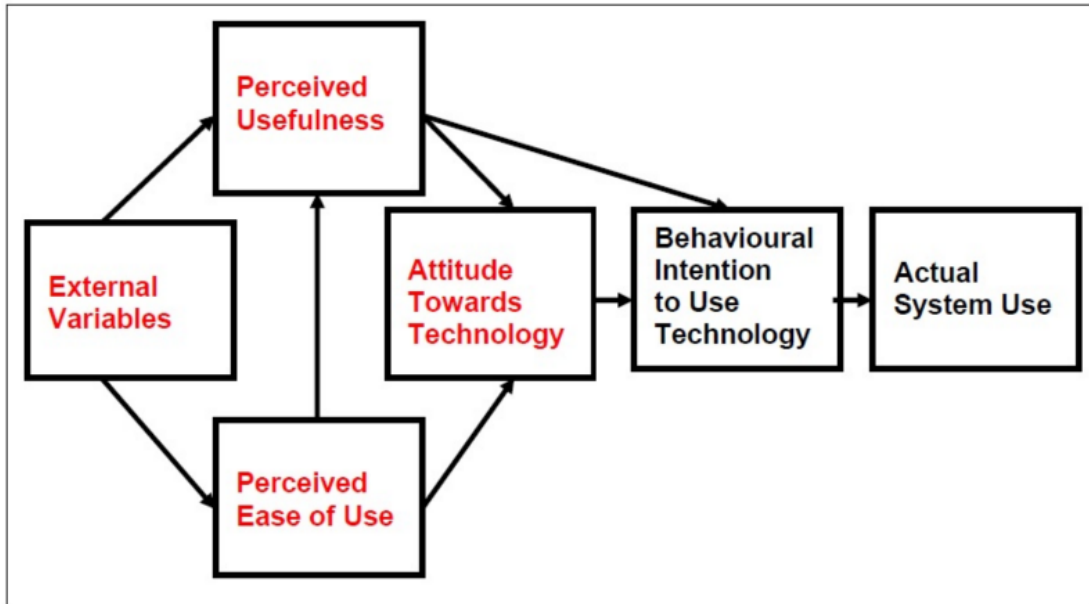 Perceived
Usefulness
External
Variables
Attitude
Towards
Technology
Behavioural
Intention
to Use
Technology
Actual
System Use
Perceived
Ease of Use